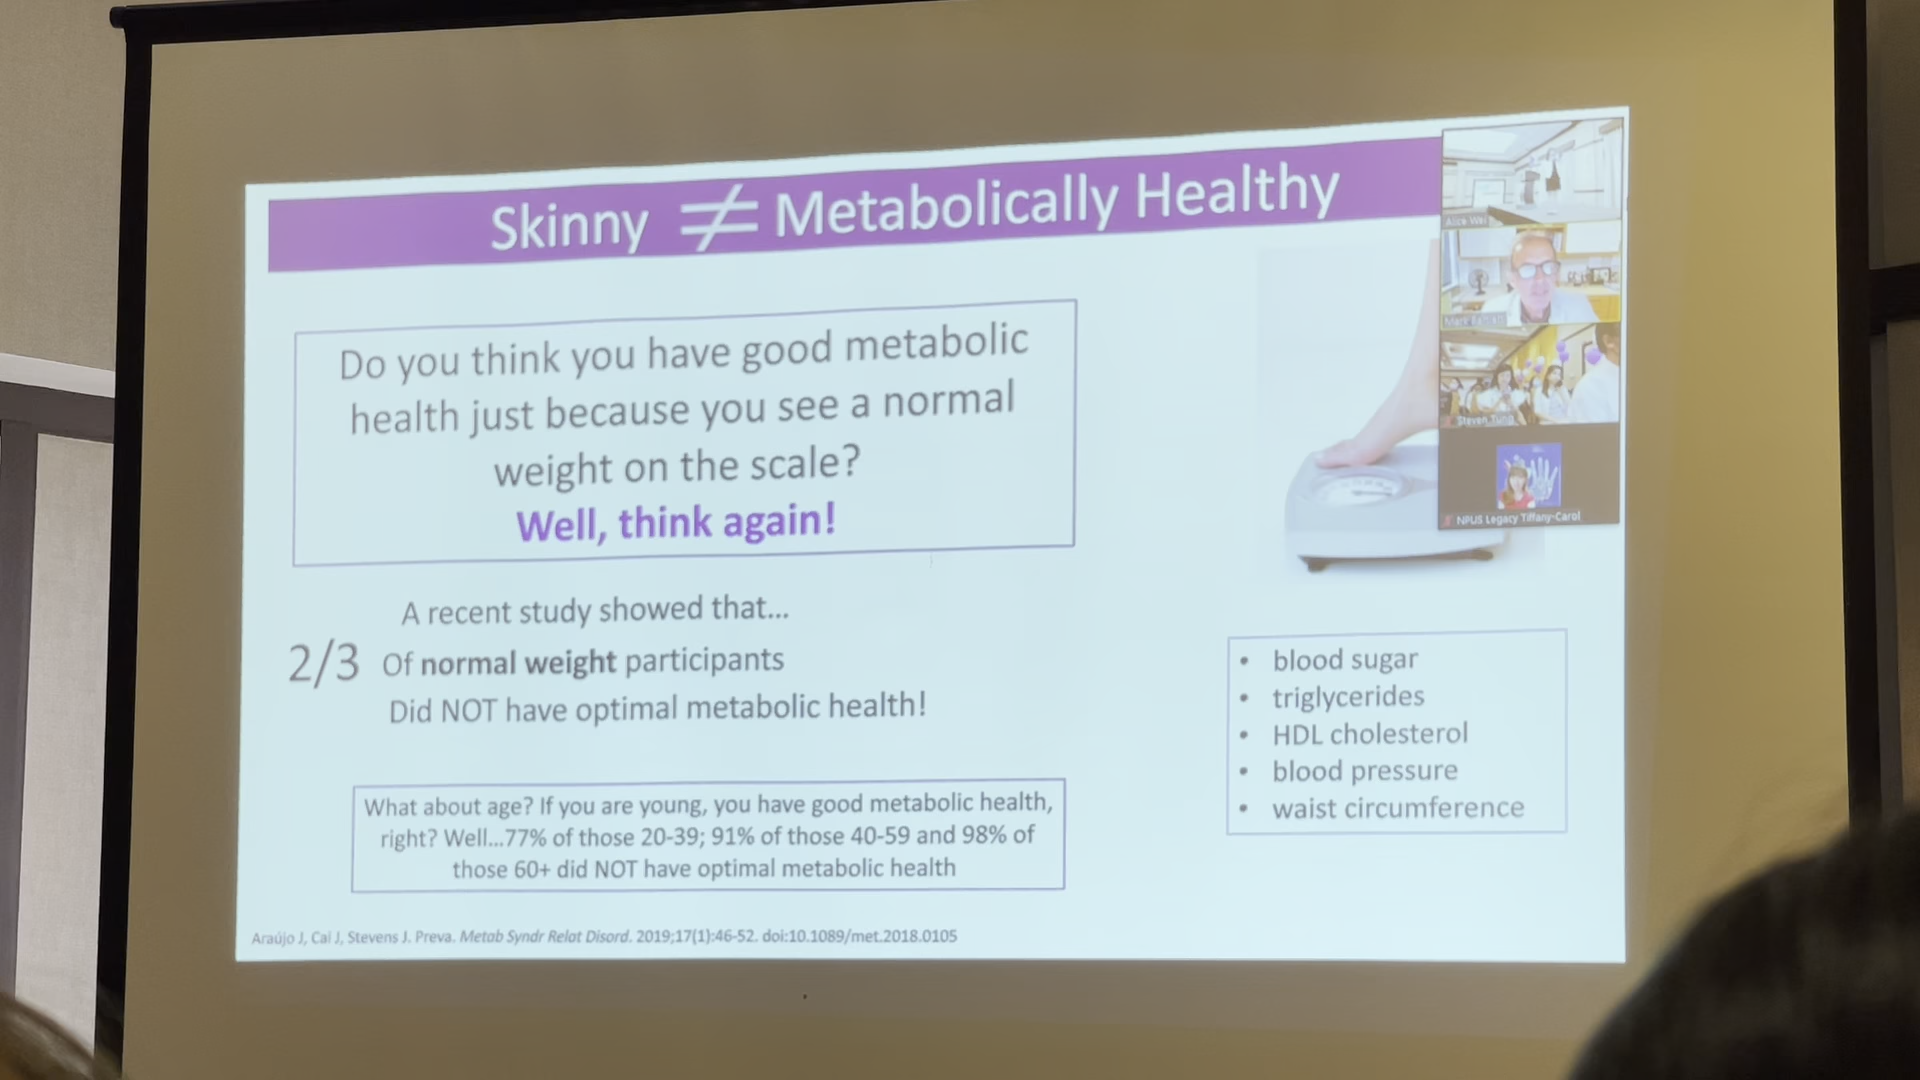 Skinny ≠ Metabolically Healthy
Do you think you have good metabolic
health just because you see a normal
weight on the scale?
Well, think again!
A recent study showed that...
2/3 Of normal weight participants
Did NOT have optimal metabolic health!
What about age? If you are young, you have good metabolic health,
right? Well...77% of those 20-39; 91% of those 40-59 and 98% of
those 60+ did NOT have optimal metabolic health
• blood sugar
• triglycerides
• HDL cholesterol
• blood pressure
• waist circumference
Araújo J, Cai J, Stevens J. Preva. Metab Syndr Relat Disord. 2019;17(1):46-52. doi:10.1089/met.2018.0105
Alice Wei
Mark
Steven Tung
NPUS Legacy Tiffany-Carol